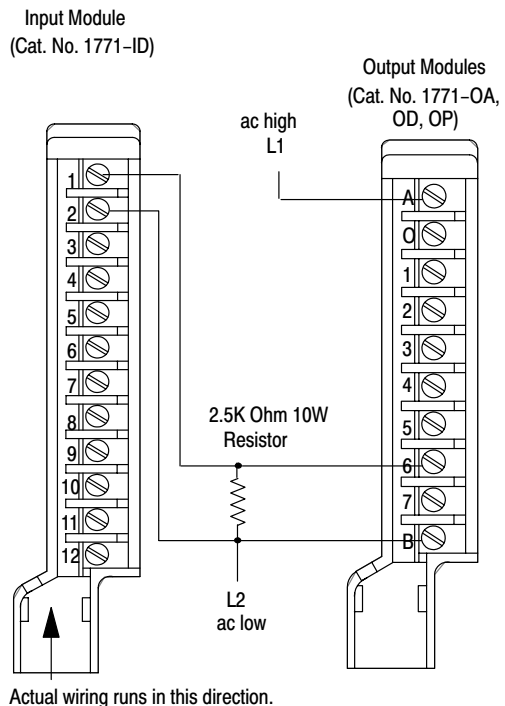 Input Module
(Cat. No. 1771–ID)
Output Modules
(Cat. No. 1771–OA,
OD, OP)
ac high
L1
1
2
3
4
5
6
7
8
9
10
11
12
A
O
1
2
3
4
5
6
7
B
2.5K Ohm 10W
Resistor
L2
ac low
Actual wiring runs in this direction.